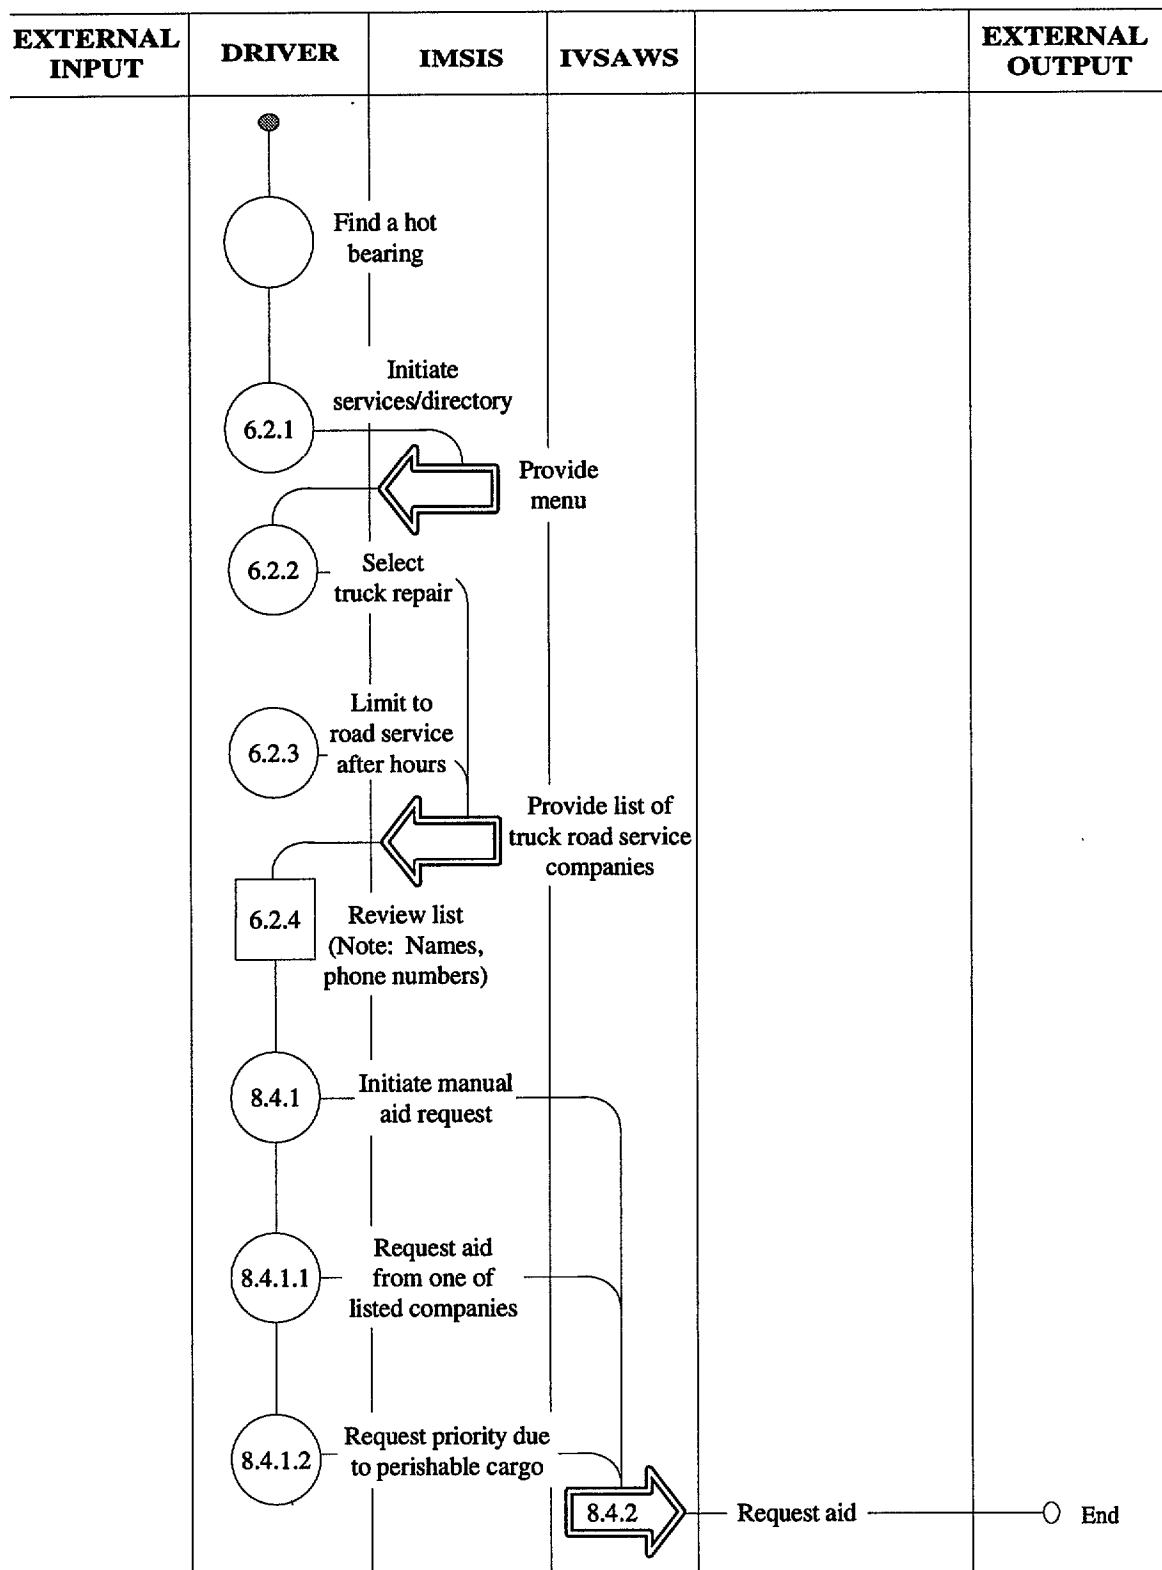 EXTERNAL
INPUT
DRIVER
IMSIS
IVSAWS
EXTERNAL
OUTPUT
Find a hot
bearing
Initiate
services/directory
6.2.1
Provide
menu
6.2.2
Select
truck repair
Limit to
road service
after hours
6.2.3
Provide list of
truck road service
companies
6.2.4
Review list
(Note: Names,
phone numbers)
8.4.1
Initiate manual
aid request
8.4.1.1
Request aid
from one of
listed companies
8.4.1.2
Request priority due
to perishable cargo
8.4.2
Request aid
End